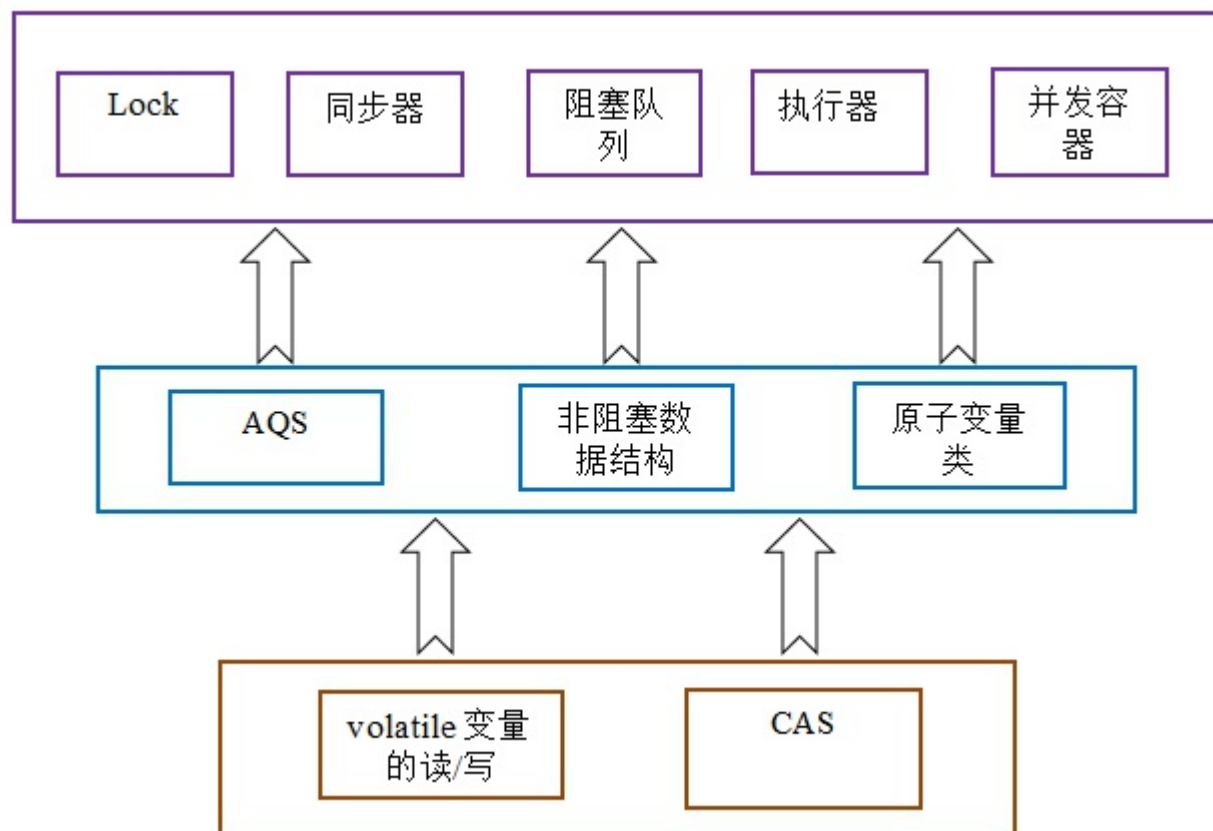 Lock
同步器
阻塞队
列
执行器
并发容
器
AQS
非阻塞数
据结构
原子变量
类
volatile 变量
的读/写
CAS